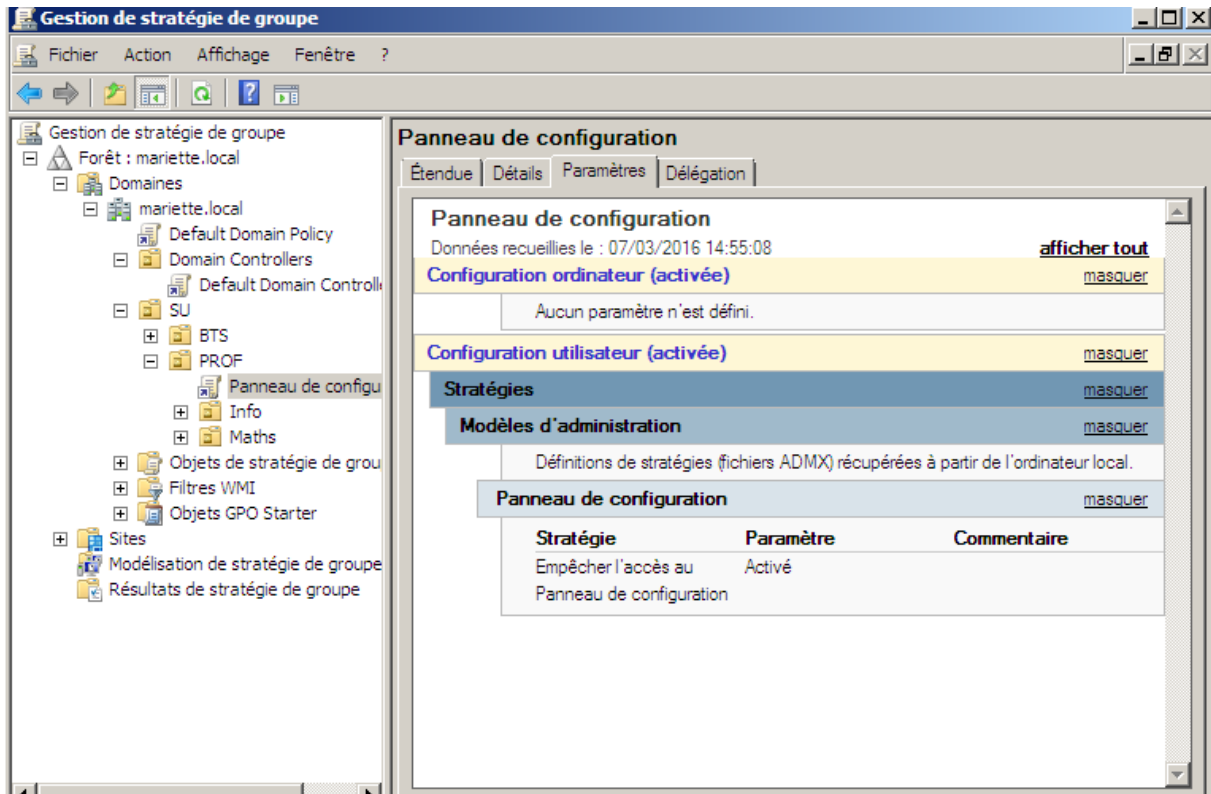 Gestion de stratégie de groupe
Fichier Action Affichage Fenêtre ?
Gestion de stratégie de groupe
Forêt : mariette.local
Domaines
mariette.local
Default Domain Policy
Domain Controllers
Default Domain Controll
SU
BTS
PROF
Panneau de configu
Info
Maths
Objets de stratégie de grou
Filtres WMI
Objets GPO Starter
Sites
Modélisation de stratégie de groupe
Résultats de stratégie de groupe
Panneau de configuration
Étendue Détails Paramètres Délégation
Panneau de configuration
Données recueillies le : 07/03/2016 14:55:08 afficher tout
Configuration ordinateur (activée) masquer
Aucun paramètre n'est défini.
Configuration utilisateur (activée) masquer
Stratégies masquer
Modèles d'administration masquer
Définitions de stratégies (fichiers ADMX) récupérées à partir de l'ordinateur local.
Panneau de configuration masquer
Stratégie Paramètre Commentaire
Empêcher l'accès au Activé
Panneau de configuration